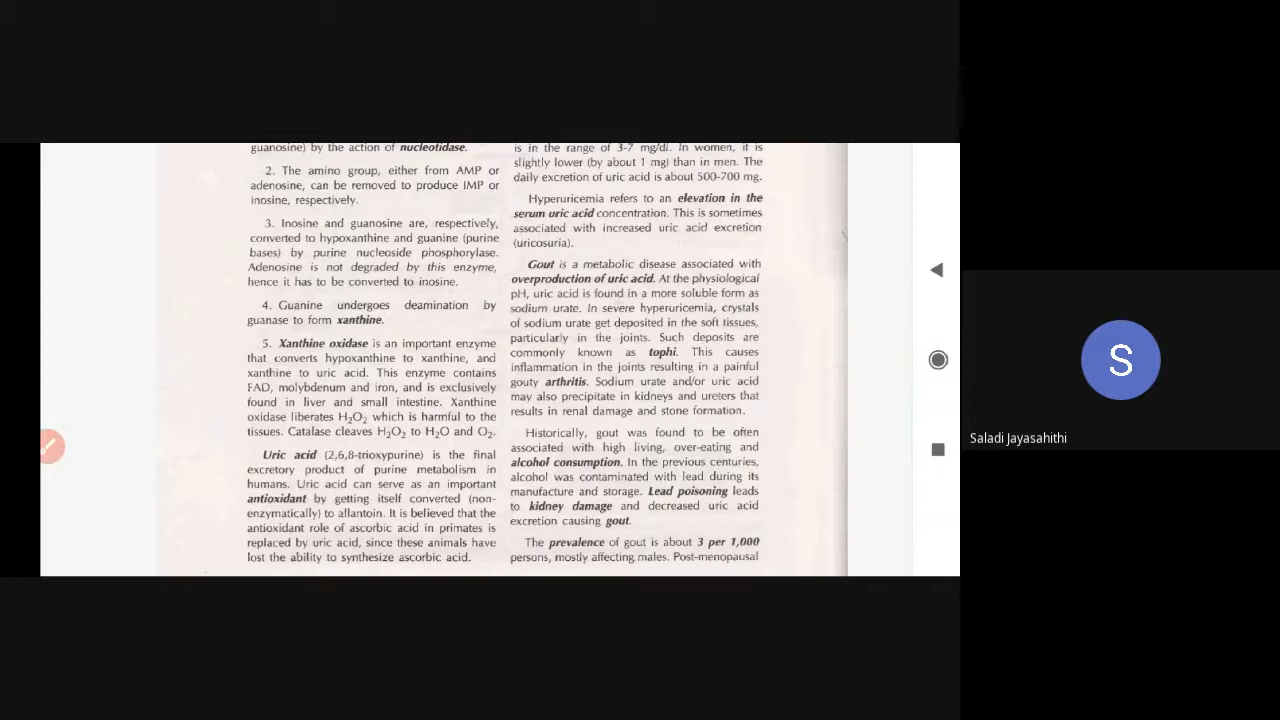 guanosine) by the action of nucleotidase.
2. The amino group, either from AMP or
adenosine, can be removed to produce IMP or
inosine, respectively.
3. Inosine and guanosine are, respectively,
converted to hypoxanthine and guanine (purine
bases) by purine nucleoside phosphorylase.
Adenosine is not degraded by this enzyme,
hence it has to be converted to inosine.
4. Guanine undergoes deamination by
guanase to form xanthine.
5. Xanthine oxidase is an important enzyme
that converts hypoxanthine to xanthine, and
xanthine to uric acid. This enzyme contains
FAD, molybdenum and iron, and is exclusively
found in liver and small intestine. Xanthine
oxidase liberates H₂O₂ which is harmful to the
tissues. Catalase cleaves H₂O₂ to H₂O and O₂.
Uric acid (2,6,8-trioxypurine) is the final
excretory product of purine metabolism in
humans. Uric acid can serve as an important
antioxidant by getting itself converted (non-
enzymatically) to allantoin. It is believed that the
antioxidant role of ascorbic acid in primates is
replaced by uric acid, since these animals have
lost the ability to synthesize ascorbic acid.
is in the range of 3-7 mg/dl. In women, it is
slightly lower (by about 1 mg) than in men. The
daily excretion of uric acid is about 500-700 mg.
Hyperuricemia refers to an elevation in the
serum uric acid concentration. This is sometimes
associated with increased uric acid excretion
(uricosuria).
Gout is a metabolic disease associated with
overproduction of uric acid. At the physiological
pH, uric acid is found in a more soluble form as
sodium urate. In severe hyperuricemia, crystals
of sodium urate get deposited in the soft tissues,
particularly in the joints. Such deposits are
commonly known as tophi. This causes
inflammation in the joints resulting in a painful
gouty arthritis. Sodium urate and/or uric acid
may also precipitate in kidneys and ureters that
results in renal damage and stone formation.
Historically, gout was found to be often
associated with high living, over-eating and
alcohol consumption. In the previous centuries,
alcohol was contaminated with lead during its
manufacture and storage. Lead poisoning leads
to kidney damage and decreased uric acid
excretion causing gout.
The prevalence of gout is about 3 per 1,000
persons, mostly affecting males. Post-menopausal
S
Saladi Jayasahithi